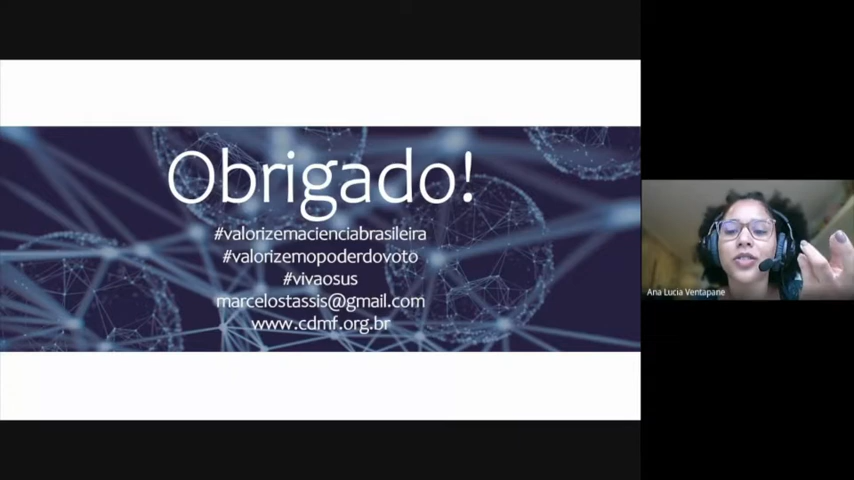 Obrigado!
#valorizemacienciabrasileira
#valorizemopoderdovoto
#vivaosus
marcelostassis@gmail.com
www.cdmf.org.br
Ana Lucia Ventapane